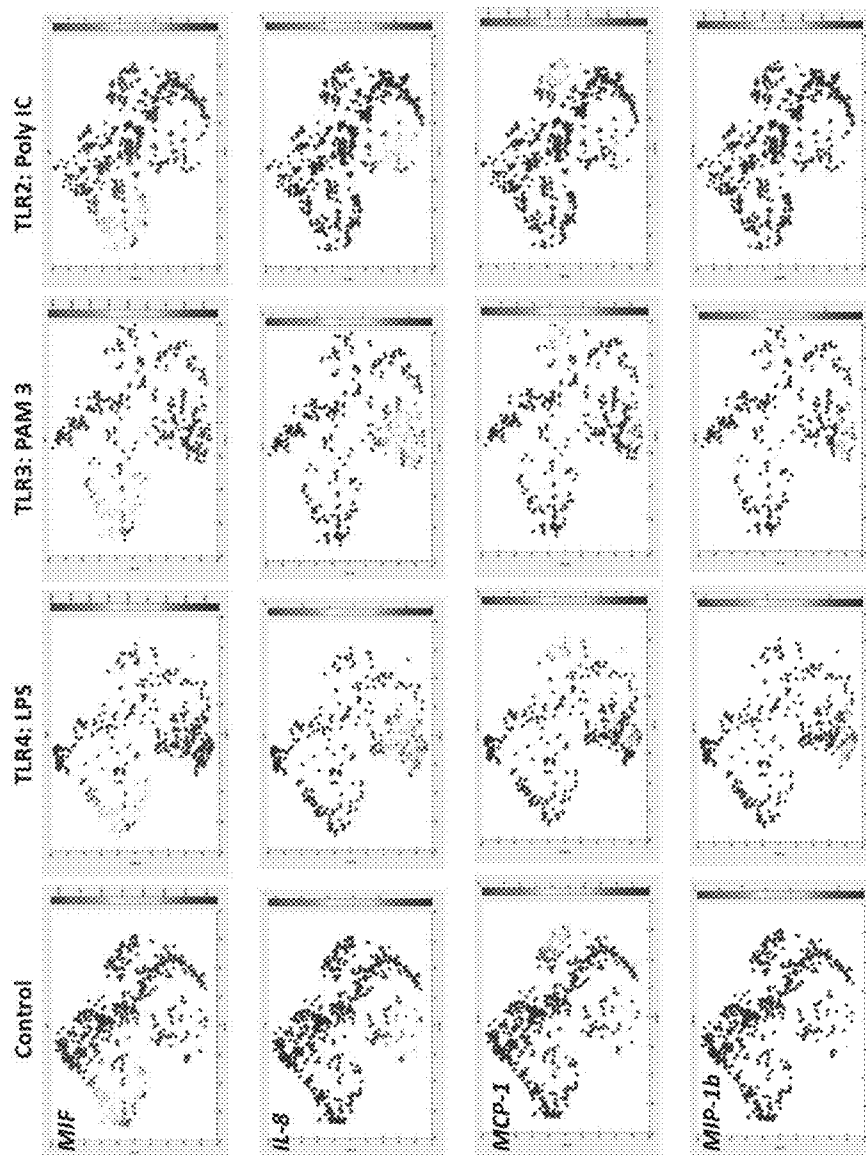 Control
TLR4: LPS
TLR3: PAM 3
TLR2: Poly IC
MIF
IL-8
MCP-1
MIP-1b